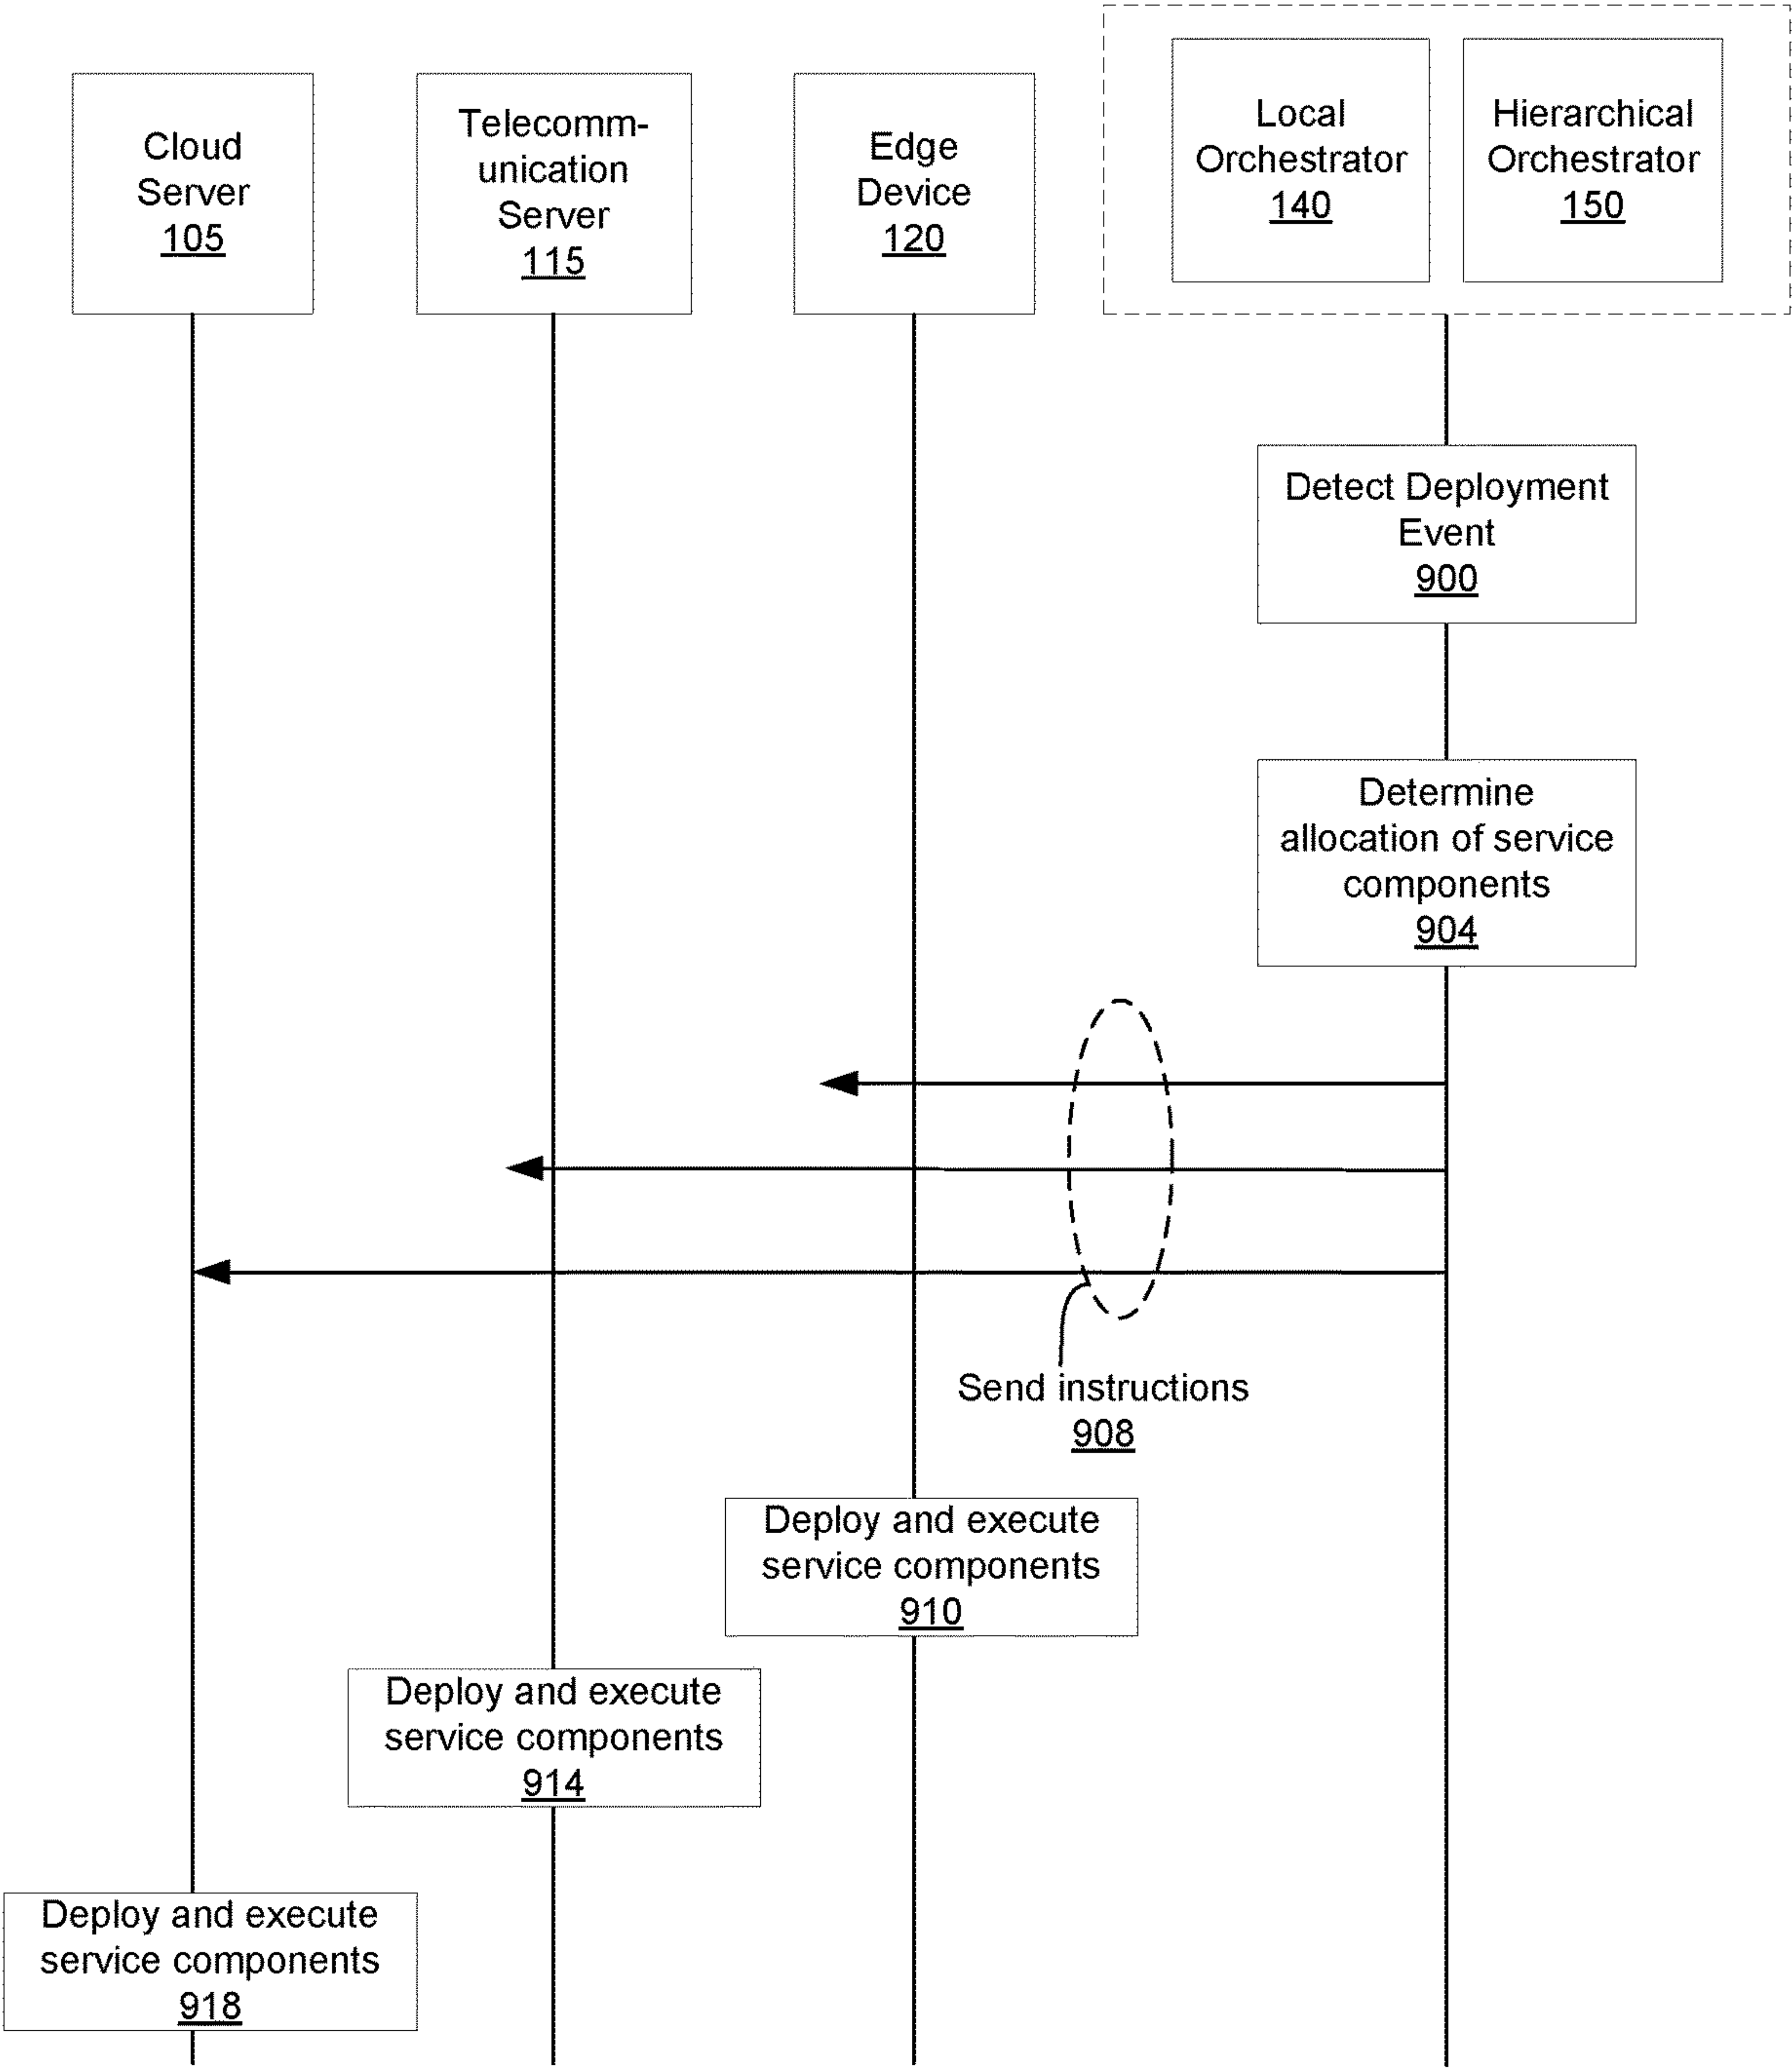 Cloud
Server
105
Telecomm-
unication
Server
115
Edge
Device
120
Local
Orchestrator
140
Hierarchical
Orchestrator
150
Detect Deployment
Event
900
Determine
allocation of service
components
904
Send instructions
908
Deploy and execute
service components
910
Deploy and execute
service components
914
Deploy and execute
service components
918